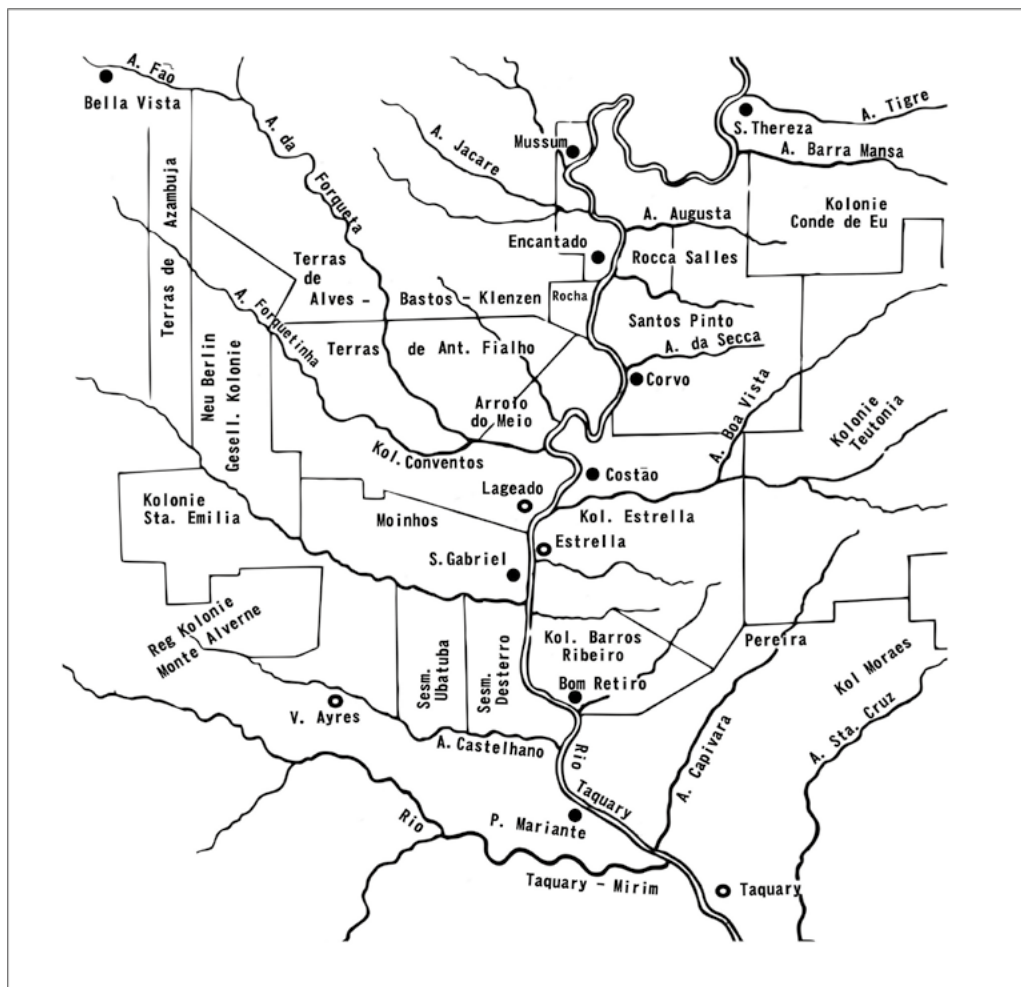 A. Fão
Bella Vista
A. da
Forqueta
A. Jacare
Mussum
S. Thereza
A. Tigre
A. Barra Mansa
Kolonie
Conde de Eu
Terras de
Azambuja
A. Augusta
Encantado
Rocca Salles
Terras
de
Alves -
Bastos - Klenzen
Rocha
Santos Pinto
A. da Secca
A. Forquetinha
Terras
de Ant. Fialho
Corvo
Neu Berlin
Gesell. Kolonie
Arroio
do Meio
A. Boa Vista
Kolonie
Teutonia
Kol. Conventos
Costão
Lageado
Kolonie
Sta. Emilia
Moinhos
Kol. Estrella
Estrella
S. Gabriel
Reg Kolonie
Monte Alverne
Sesm.
Ubatuba
Sesm.
Desterro
Kol. Barros
Ribeiro
Pereira
Kol Moraes
Bom Retiro
V. Ayres
A. Castelhano
A. Capivara
A. Sta. Cruz
Rio
Taquary
P. Mariante
Rio
Taquary - Mirim
Taquary